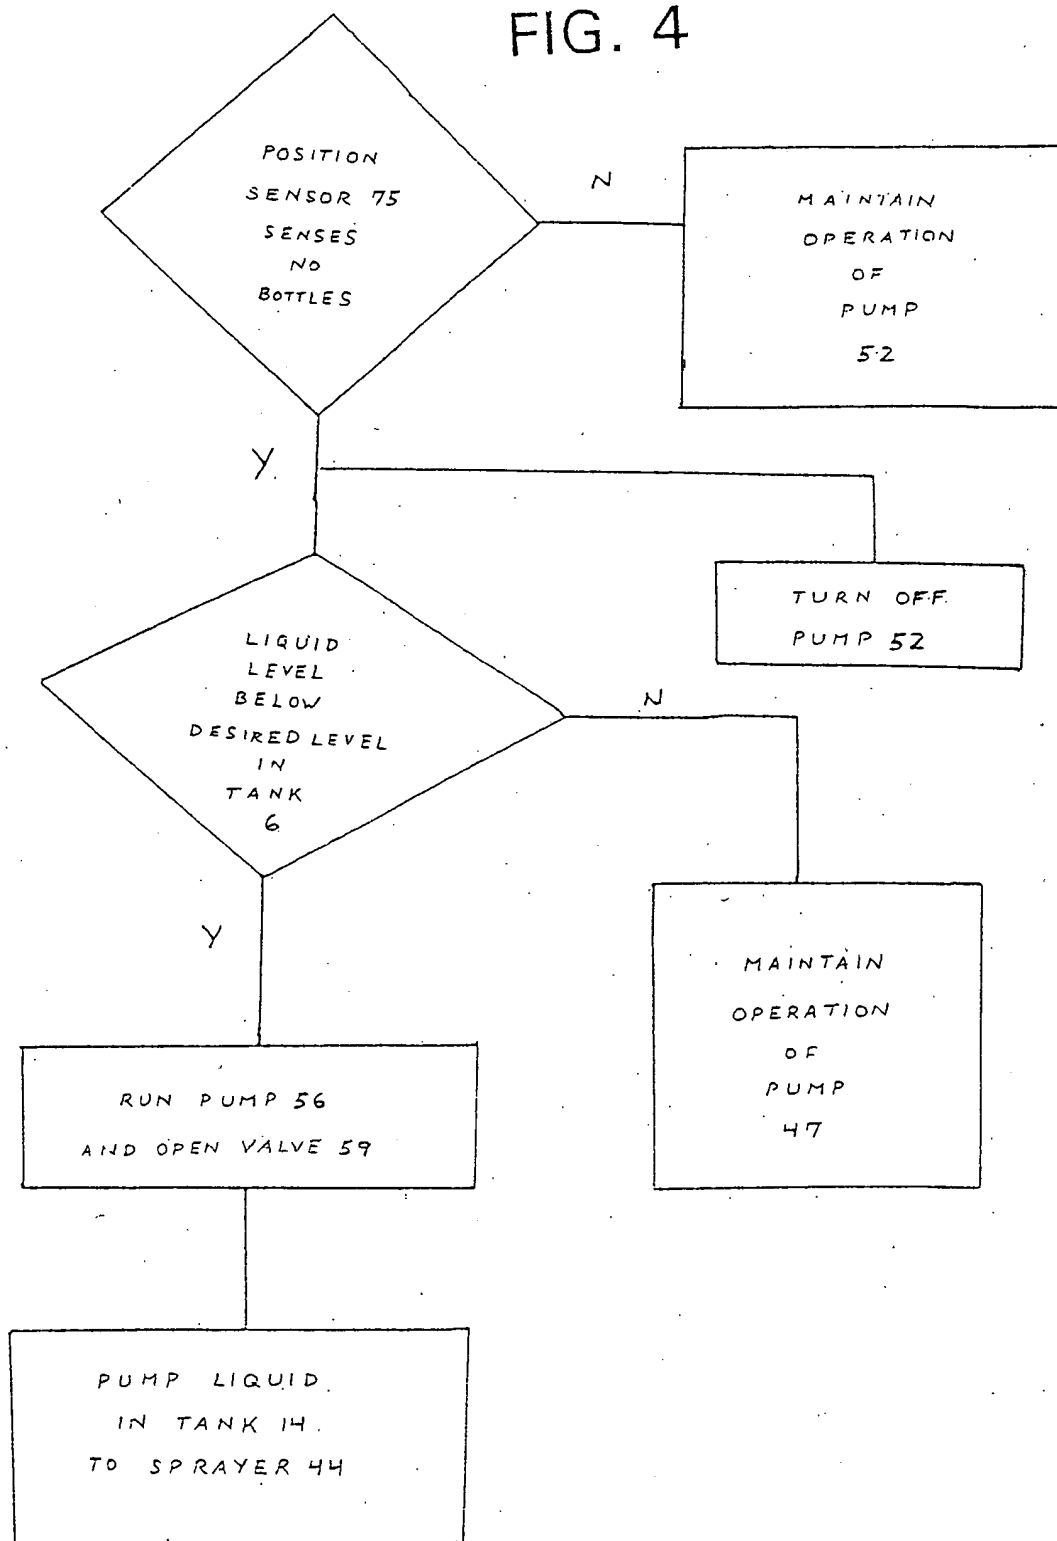 FIG. 4
POSITION
SENSOR 75
SENSES
NO
BOTTLES
N
MAINTAIN
OPERATION
OF
PUMP
52
Y
TURN OFF
PUMP 52
LIQUID
LEVEL
BELOW
DESIRED LEVEL
IN
TANK
6
N
Y
MAINTAIN
OPERATION
OF
PUMP
47
RUN PUMP 56
AND OPEN VALVE 59
PUMP LIQUID
IN TANK 14
TO SPRAYER 44